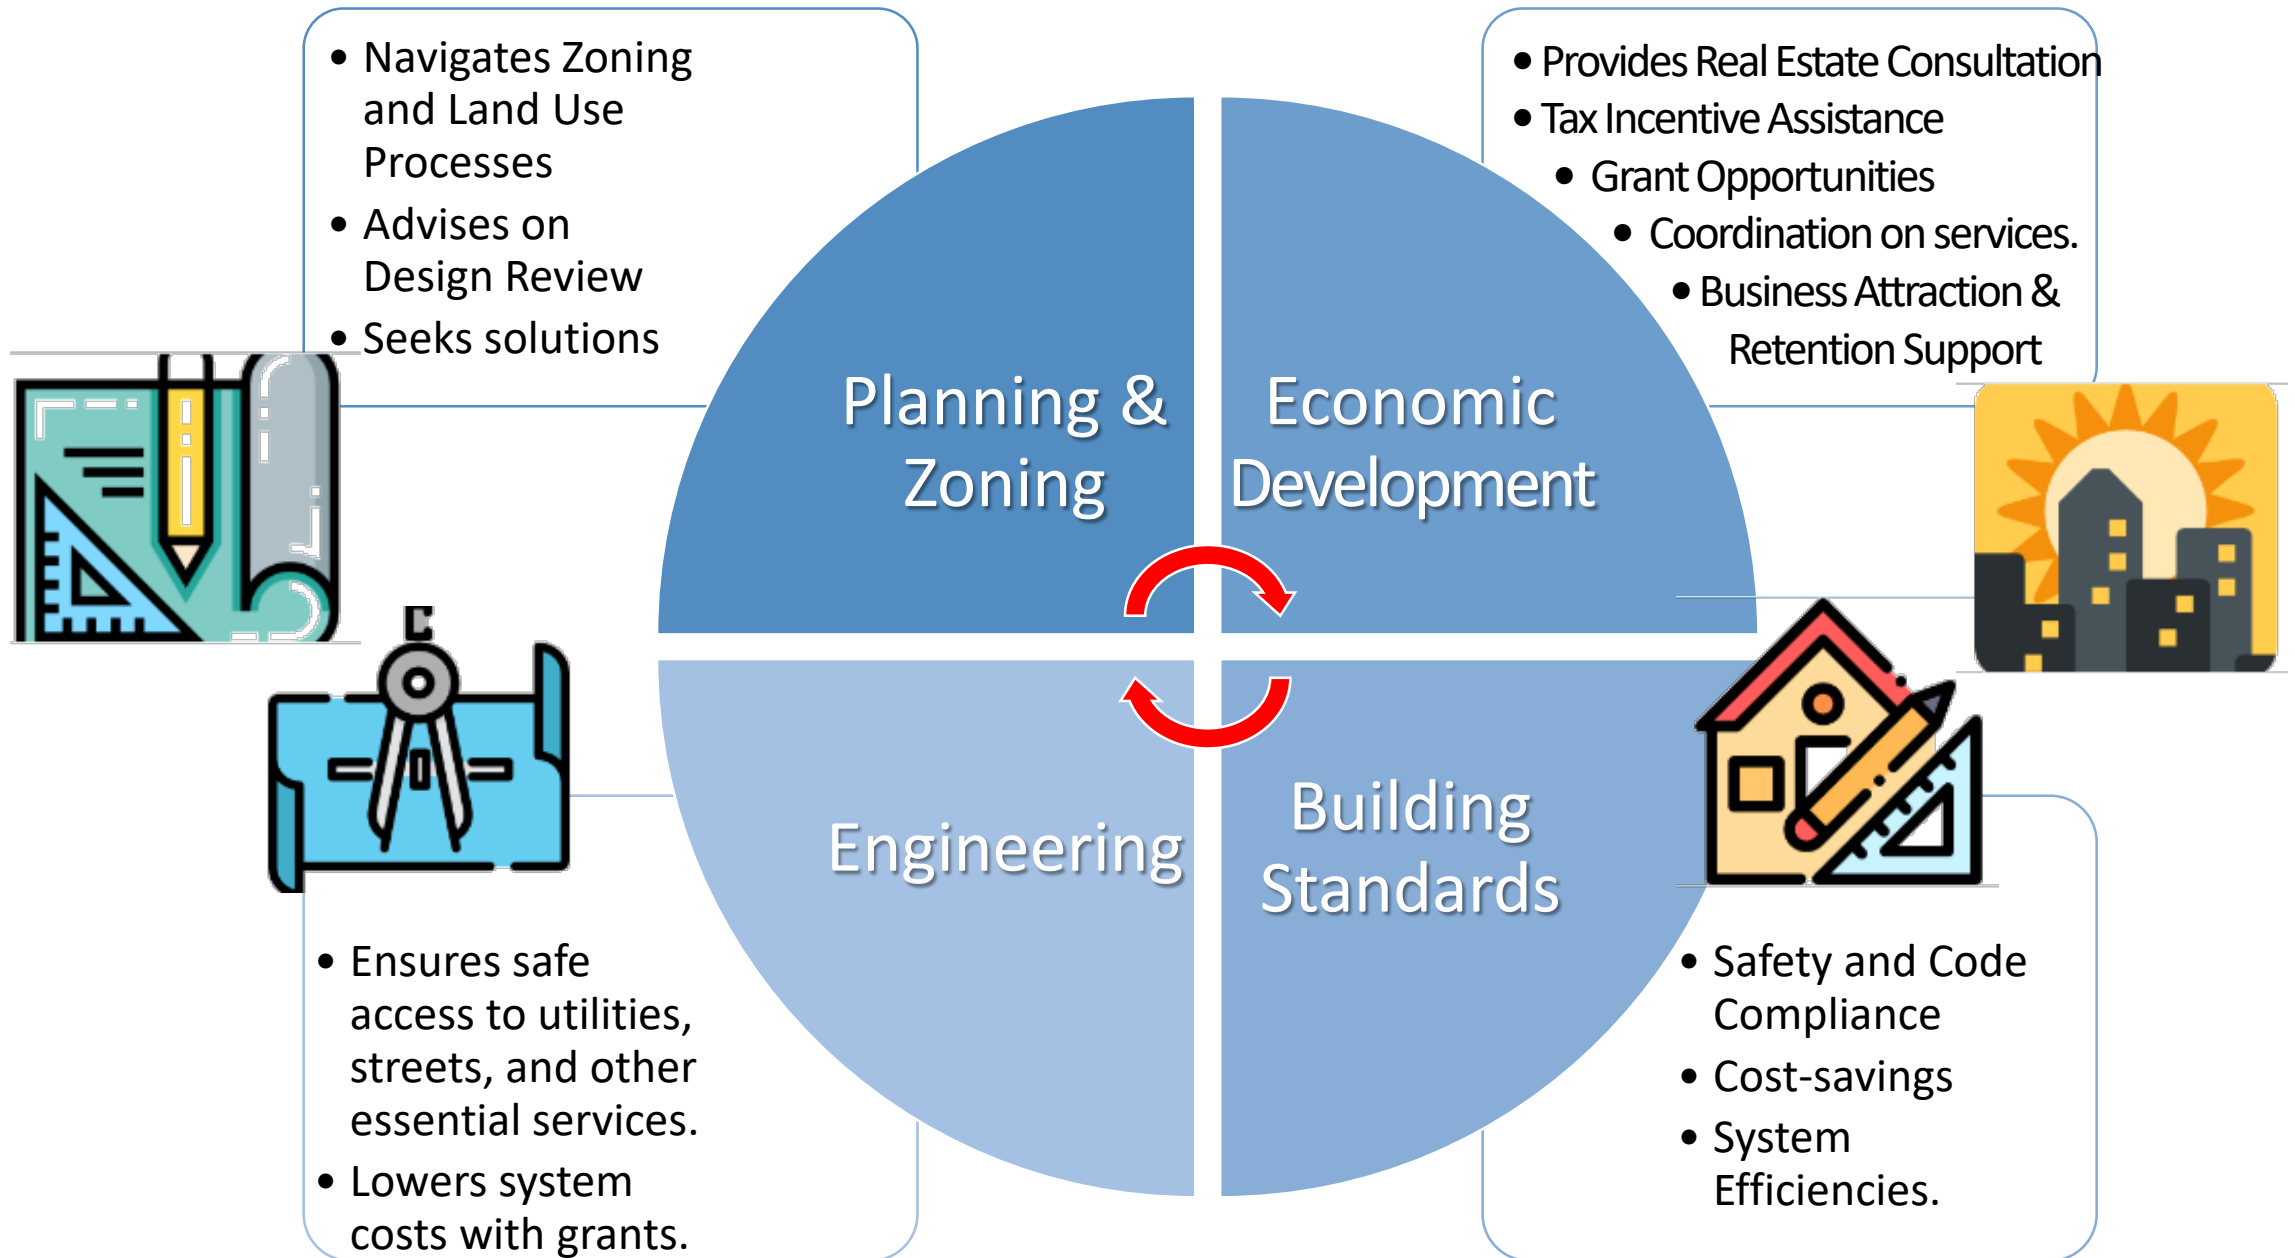 • Navigates Zoning
and Land Use
Processes
• Advises on
Design Review
• Seeks solutions
• Provides Real Estate Consultation
• Tax Incentive Assistance
• Grant Opportunities
• Coordination on services.
• Business Attraction &
Retention Support
Planning &
Zoning
Economic
Development
Engineering
Building
Standards
• Ensures safe
access to utilities,
streets, and other
essential services.
• Lowers system
costs with grants.
• Safety and Code
Compliance
• Cost-savings
• System
Efficiencies.